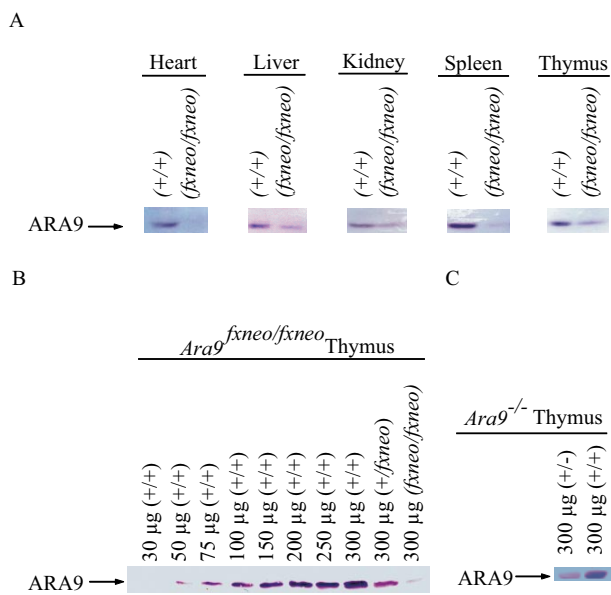 A
Heart Liver Kidney Spleen Thymus
(+/+) (fxneo/fxneo) (+/+) (fxneo/fxneo) (+/+) (fxneo/fxneo) (+/+) (fxneo/fxneo) (+/+) (fxneo/fxneo)
ARA9
B
Ara9 fxneo/fxneo Thymus
30 µg (+/+)
50 µg (+/+)
75 µg (+/+)
100 µg (+/+)
150 µg (+/+)
200 µg (+/+)
250 µg (+/+)
300 µg (+/+)
300 µg (+/fxneo)
300 µg (fxneo/fxneo)
ARA9
C
Ara9-/- Thymus
300 µg (+/-)
300 µg (+/+)
ARA9